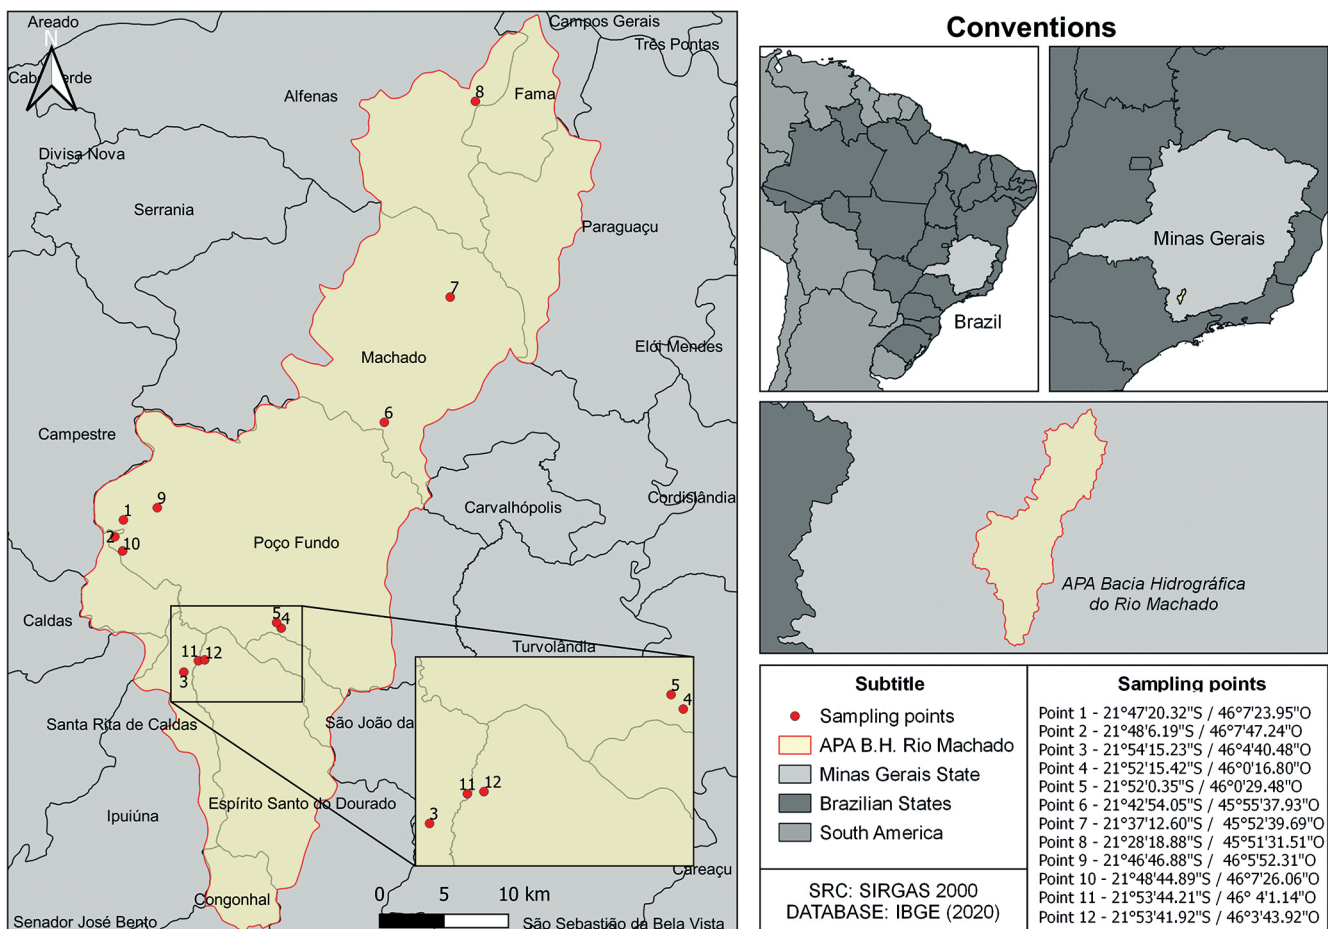 Areado
N
Campos Gerais
Três Pontas
Alfenas
8
Fama
Divisa Nova
Serrania
Paraguaçu
7
Machado
Elói Mendes
6
Campestre
9
1
2
10
Carvalhópolis
Cordislândia
Poço Fundo
Caldas
5
4
11 12
3
Turvolândia
Santa Rita de Caldas
São João da
5
4
11 12
3
Ipuiúna
Espírito Santo do Dourado
Careaçu
Congonhal
0 5 10 km
Senador José Bento
São Sebastião da Bela Vista
Conventions
Brazil
Minas Gerais
APA Bacia Hidrográfica
do Rio Machado
Subtitle
Sampling points
APA B.H. Rio Machado
Minas Gerais State
Brazilian States
South America
SRC: SIRGAS 2000
DATABASE: IBGE (2020)
Sampling points
Point 1 - 21°47'20.32"S / 46°7'23.95"O
Point 2 - 21°48'6.19"S / 46°7'47.24"O
Point 3 - 21°54'15.23"S / 46°4'40.48"O
Point 4 - 21°52'15.42"S / 46°0'16.80"O
Point 5 - 21°52'0.35"S / 46°0'29.48"O
Point 6 - 21°42'54.05"S / 45°55'37.93"O
Point 7 - 21°37'12.60"S / 45°52'39.69"O
Point 8 - 21°28'18.88"S / 45°51'31.51"O
Point 9 - 21°46'46.88"S / 46°5'52.31"O
Point 10 - 21°48'44.89"S / 46°7'26.06"O
Point 11 - 21°53'44.21"S / 46° 4'1.14"O
Point 12 - 21°53'41.92"S / 46°3'43.92"O